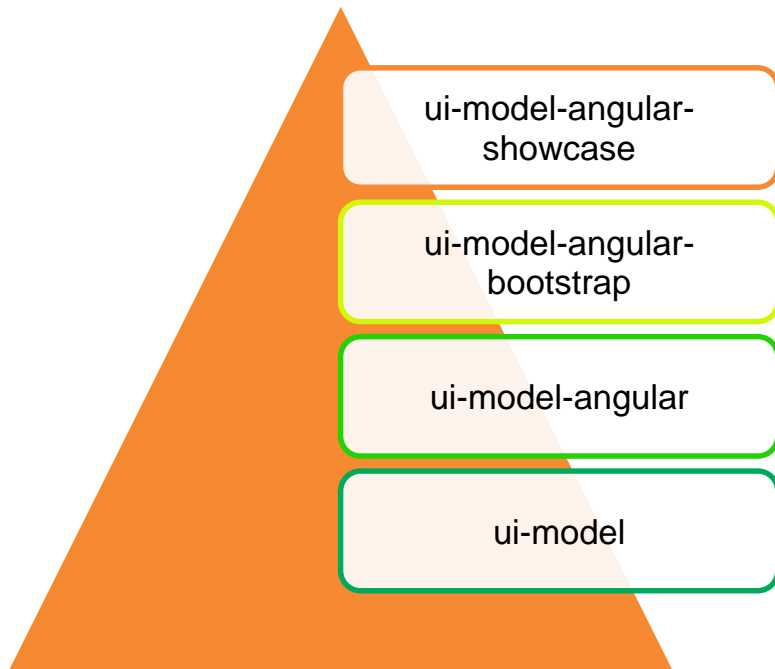 ui-model-angular-
showcase
ui-model-angular-
bootstrap
ui-model-angular
ui-model